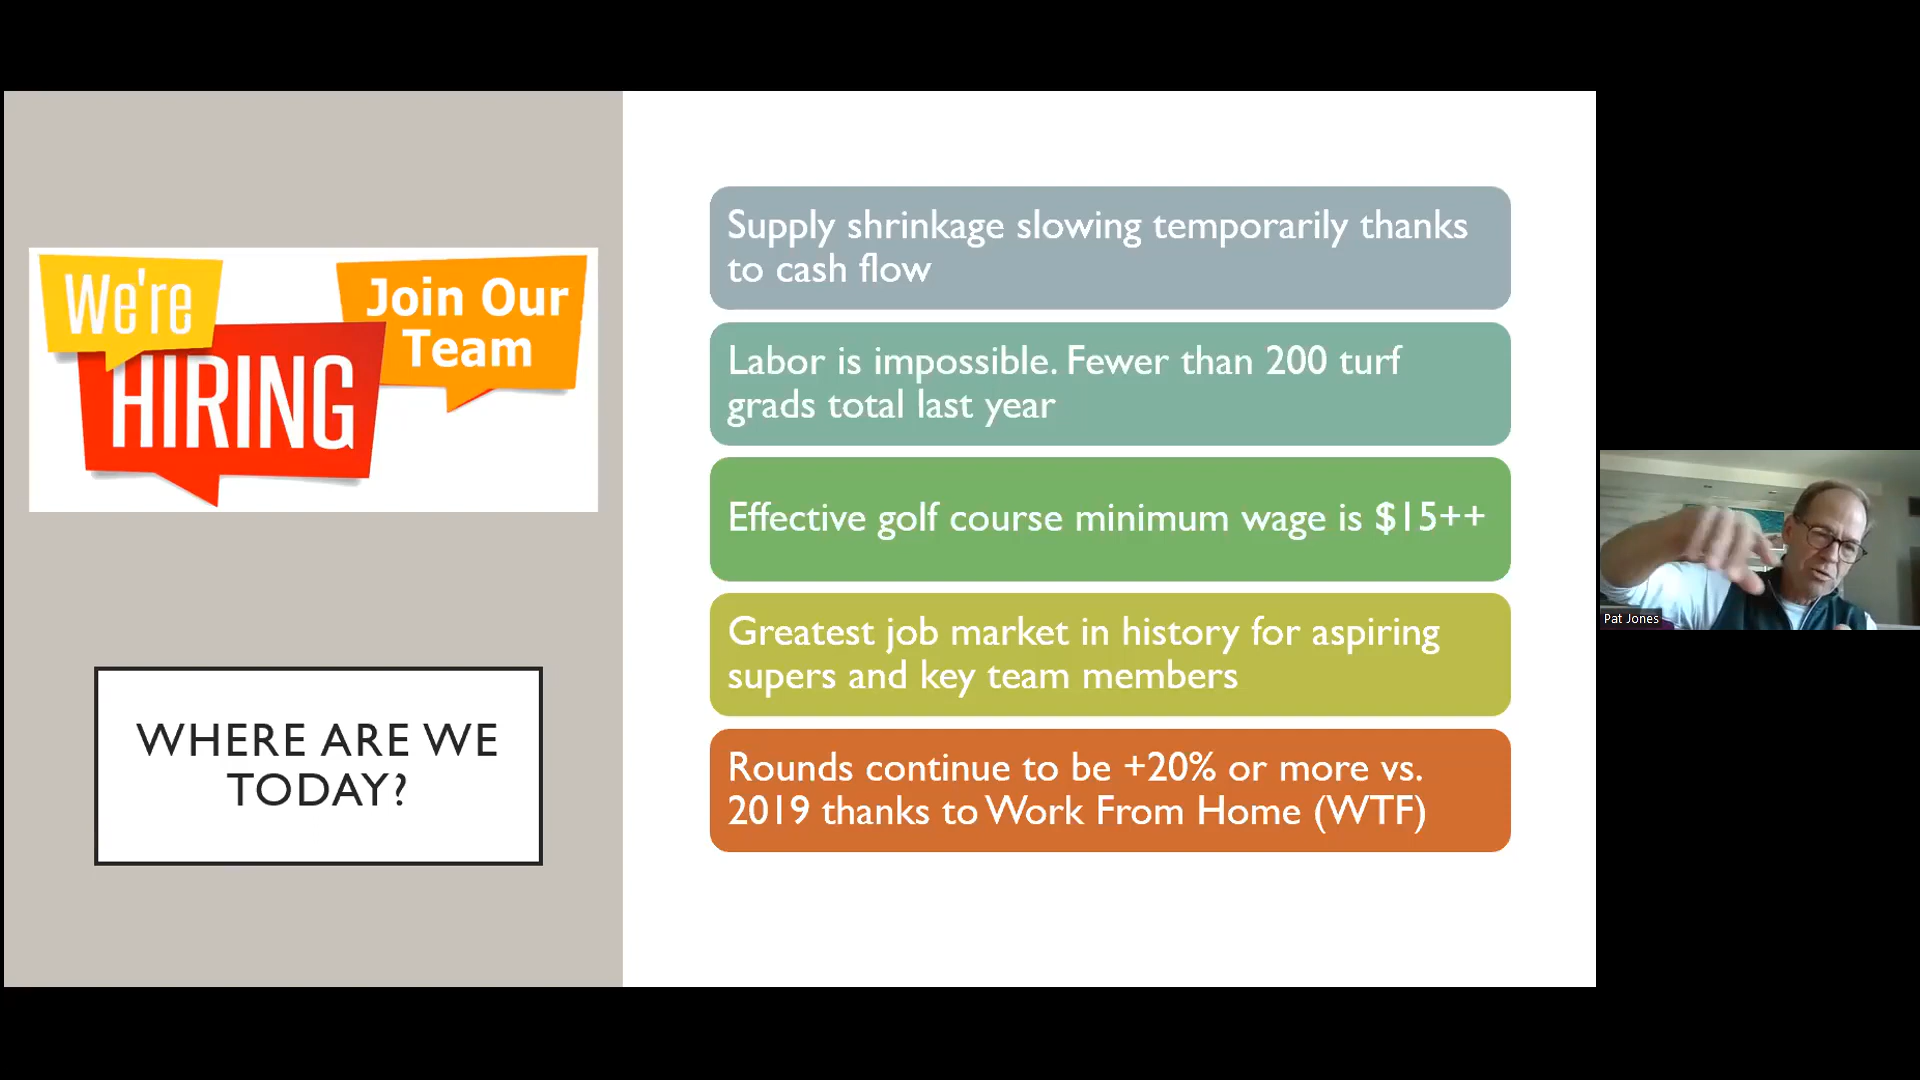 We're
HIRING
Join Our
Team
WHERE ARE WE
TODAY?
Supply shrinkage slowing temporarily thanks
to cash flow
Labor is impossible. Fewer than 200 turf
grads total last year
Effective golf course minimum wage is $15++
Greatest job market in history for aspiring
supers and key team members
Rounds continue to be +20% or more vs.
2019 thanks to Work From Home (WTF)
Pat Jones